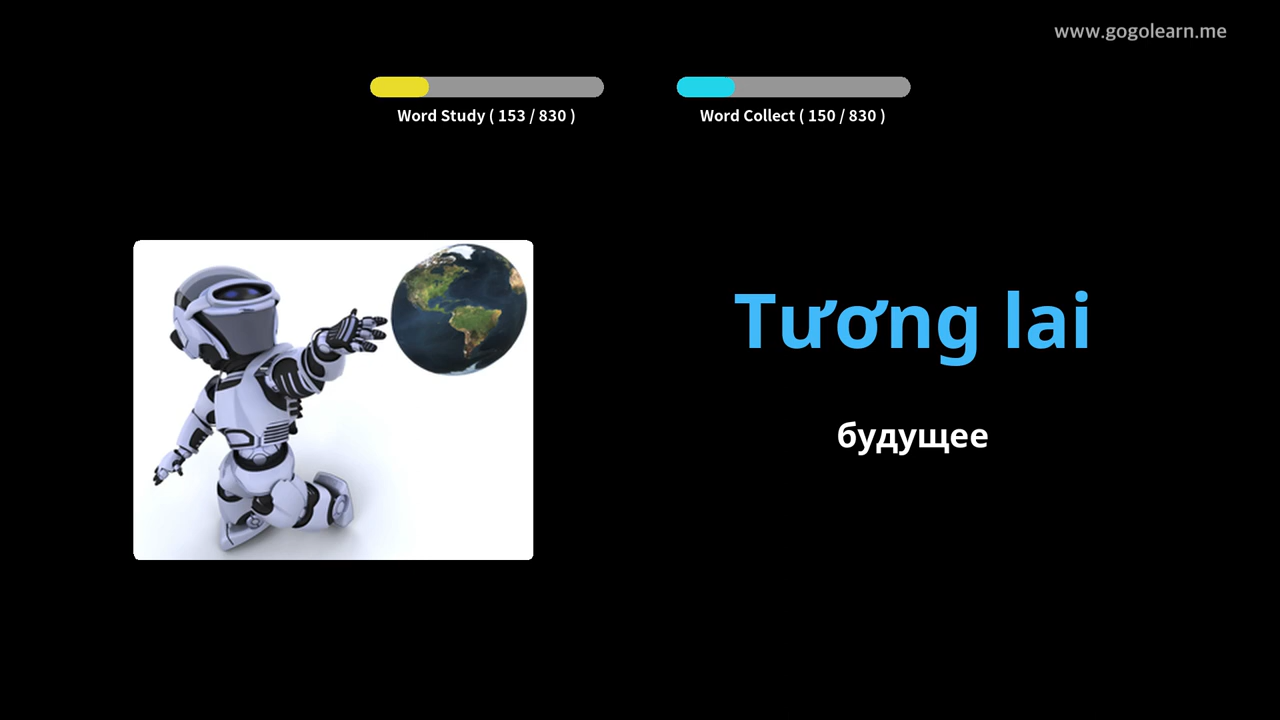 www.gogolearn.me
Word Study ( 153 / 830 )
Word Collect ( 150 / 830 )
Tương lai
будущее